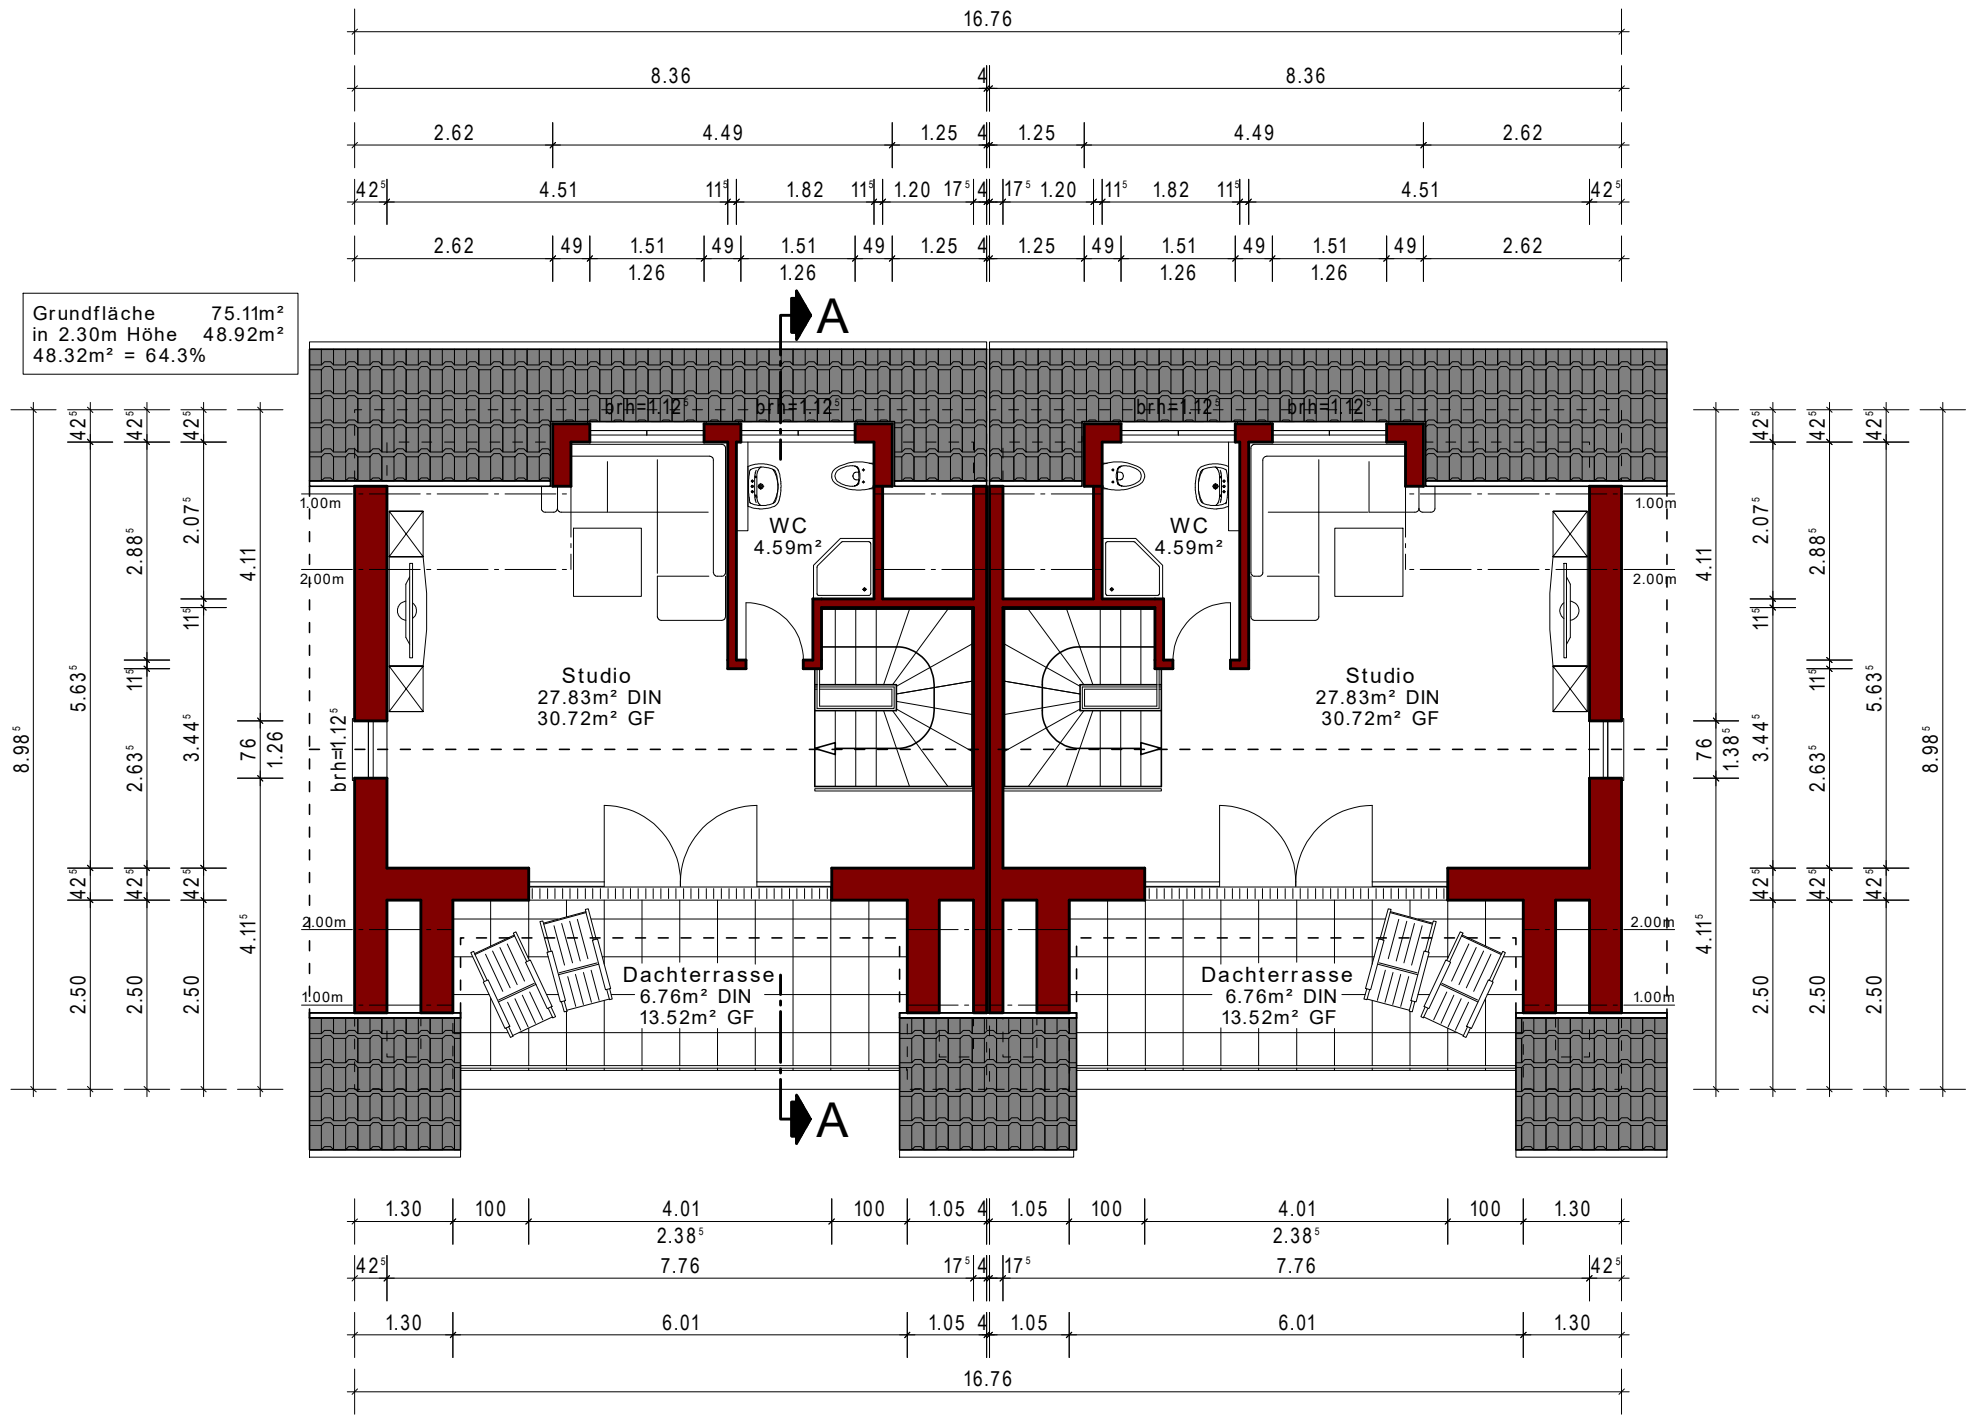 16.76
8.36 4 8.36
2.62 4.49 1.25 4 1.25 4.49 2.62
42⁵ 4.51 11⁵ 1.82 11⁵ 1.20 17⁵ 4 17⁵ 1.20 11⁵ 1.82 11⁵ 4.51 42⁵
2.62 49 1.51 49 1.51 49 1.25 4 1.25 49 1.51 49 1.51 49 2.62
1.26 1.26 1.26 1.26
Grundfläche 75.11m²
in 2.30m Höhe 48.92m²
48.32m² = 64.3%
A
brh=1.12⁵ brh=1.12⁵ brh=1.12⁵ brh=1.12⁵
8.98⁵
42⁵ 5.63⁵ 42⁵ 2.50
42⁵ 2.88⁵ 11⁵ 2.63⁵ 42⁵ 2.50
42⁵ 2.07⁵ 11⁵ 3.44⁵ 42⁵ 2.50
4.11 76 4.11⁵
1.26
brh=1.12⁵
1.00m 1.00m
2.00m 2.00m
WC
4.59m²
WC
4.59m²
Studio
27.83m² DIN
30.72m² GF
Studio
27.83m² DIN
30.72m² GF
4.11 76 4.11⁵
1.38⁵
42⁵ 2.07⁵ 11⁵ 3.44⁵ 42⁵ 2.50
42⁵ 2.88⁵ 11⁵ 2.63⁵ 42⁵ 2.50
42⁵ 5.63⁵ 42⁵ 2.50
8.98⁵
2.00m 2.00m
Dachterrasse
6.76m² DIN
13.52m² GF
Dachterrasse
6.76m² DIN
13.52m² GF
1.00m 1.00m
A
1.30 100 4.01 100 1.05 4 1.05 100 4.01 100 1.30
2.38⁵ 2.38⁵
42⁵ 7.76 17⁵ 4 17⁵ 7.76 42⁵
1.30 6.01 1.05 4 1.05 6.01 1.30
16.76